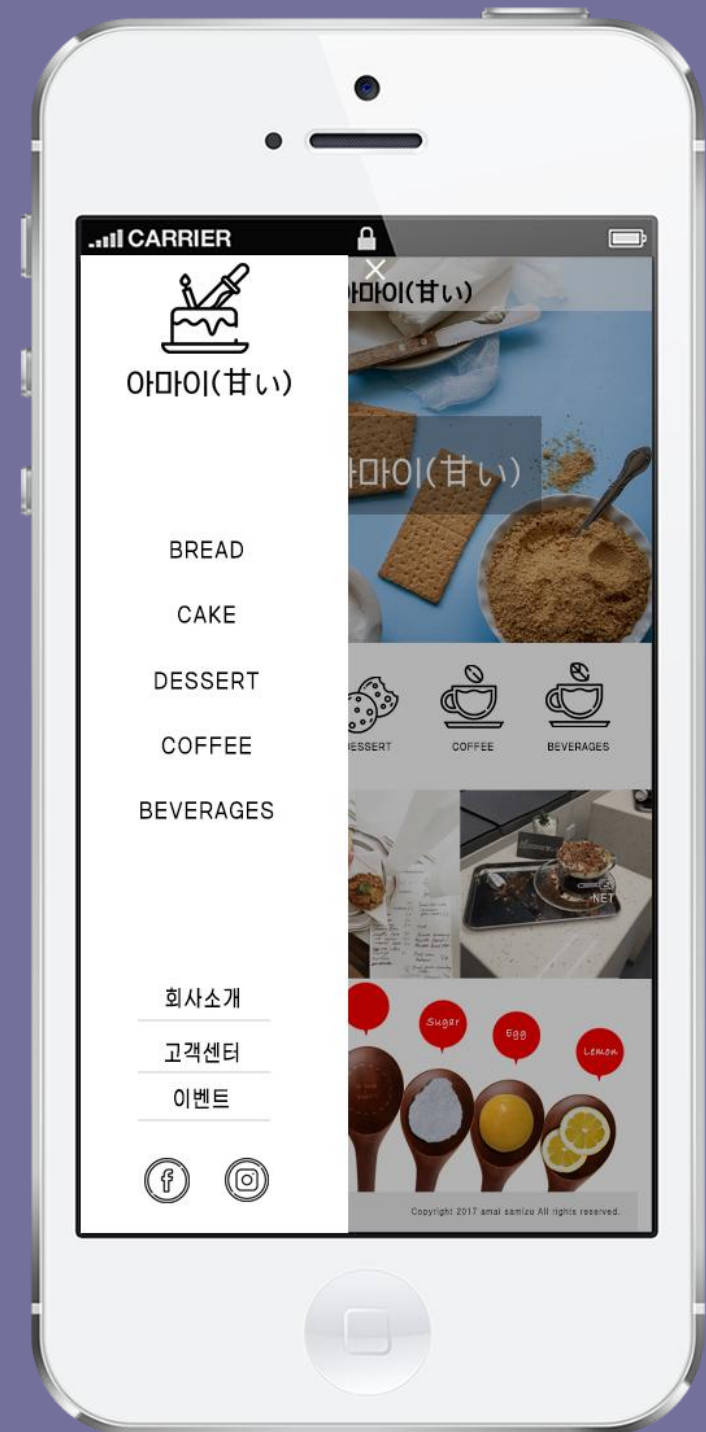 CARRIER
아마이(甘い)
BREAD
CAKE
DESSERT
COFFEE
BEVERAGES
회사소개
고객센터
이벤트
아마이(甘い)
마이(甘い)
COFFEE
BEVERAGES
NET
Sugar
Egg
Lemon
Copyright 2017 amai samizu All rights reserved.